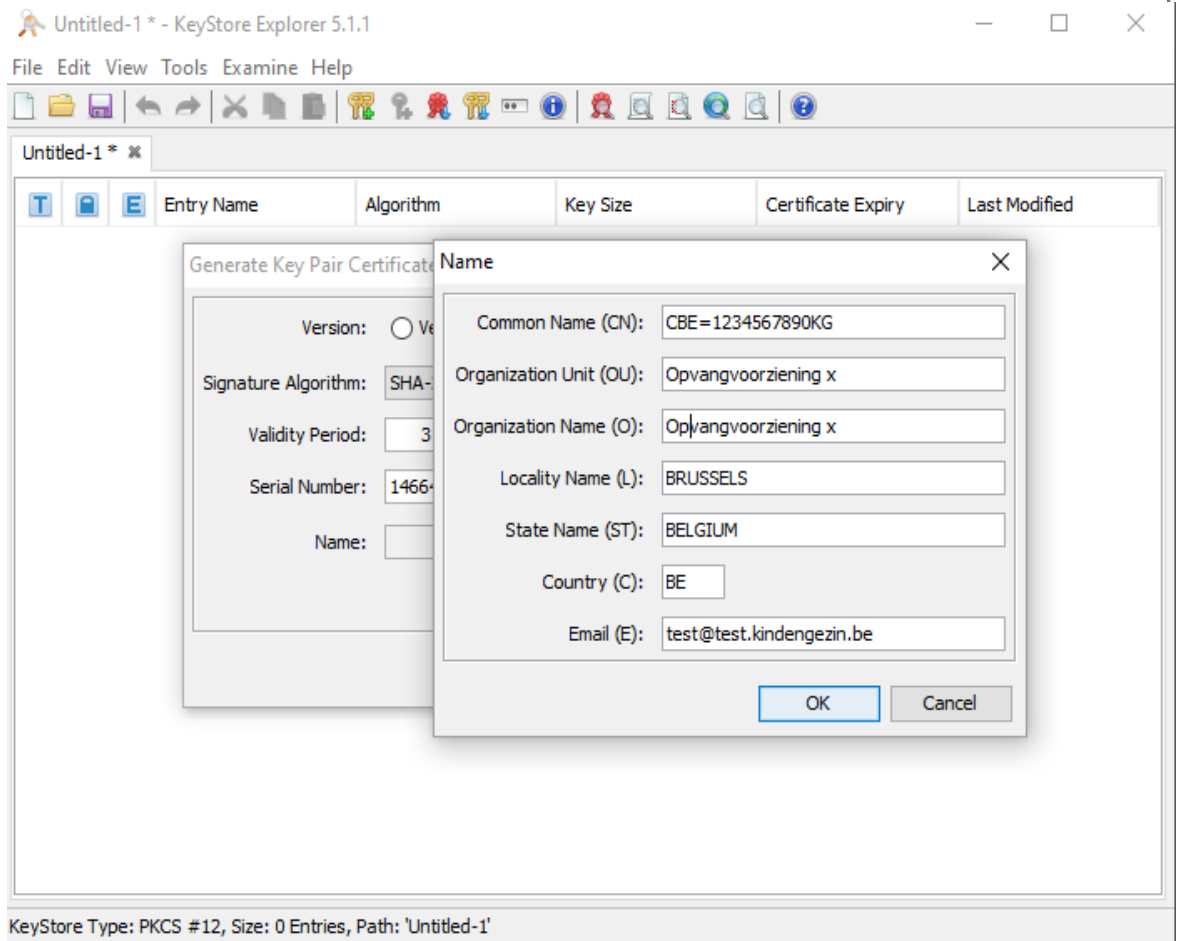 Untitled-1 * - KeyStore Explorer 5.1.1
File Edit View Tools Examine Help
Untitled-1 *
T E Entry Name Algorithm Key Size Certificate Expiry Last Modified
Generate Key Pair Certificate
Version:
Signature Algorithm: SHA-
Validity Period: 3
Serial Number: 1466
Name:
Name
Common Name (CN): CBE=1234567890KG
Organization Unit (OU): Opvangvoorziening x
Organization Name (O): Opvangvoorziening x
Locality Name (L): BRUSSELS
State Name (ST): BELGIUM
Country (C): BE
Email (E): test@test.kindengezin.be
OK Cancel
KeyStore Type: PKCS #12, Size: 0 Entries, Path: 'Untitled-1'